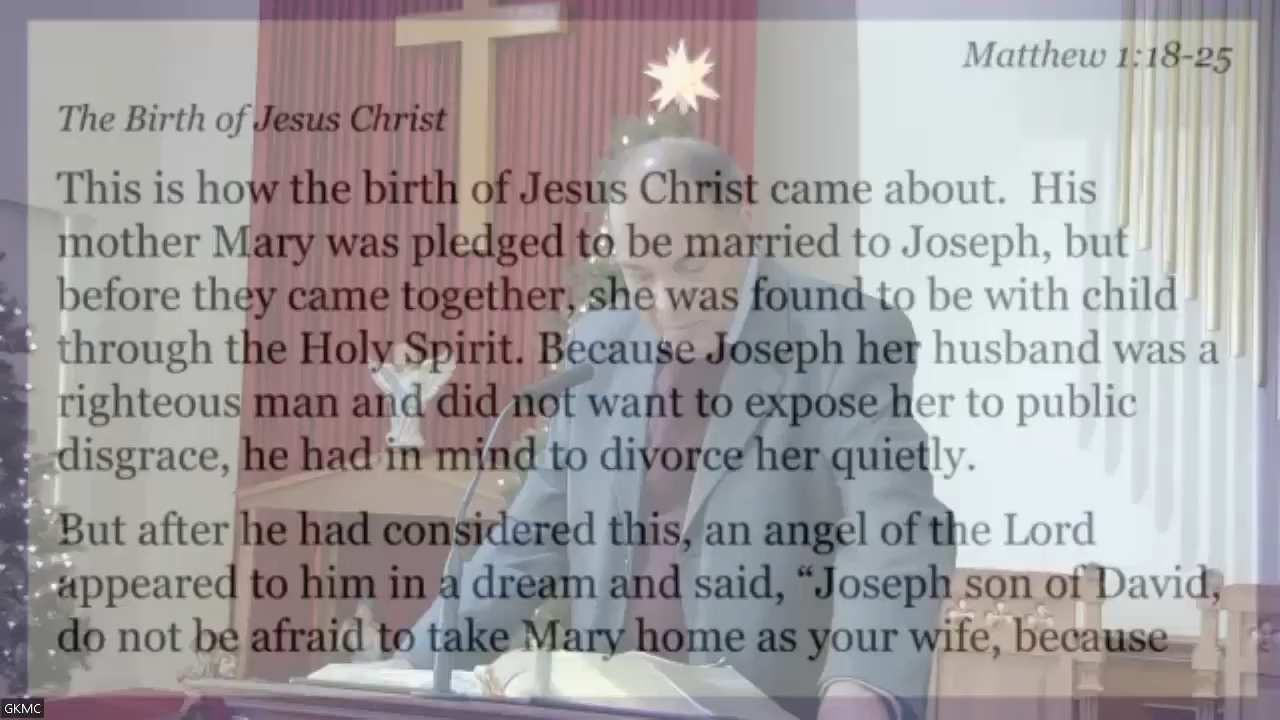 Matthew 1:18-25
The Birth of Jesus Christ
This is how the birth of Jesus Christ came about.  His
mother Mary was pledged to be married to Joseph, but
before they came together, she was found to be with child
through the Holy Spirit. Because Joseph her husband was a
righteous man and did not want to expose her to public
disgrace, he had in mind to divorce her quietly.
But after he had considered this, an angel of the Lord
appeared to him in a dream and said, “Joseph son of David,
do not be afraid to take Mary home as your wife, because
GKMC